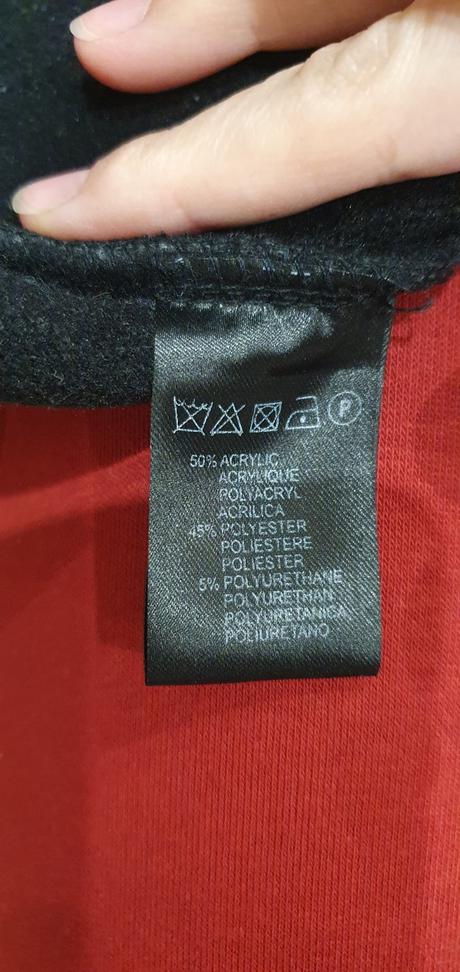 P
50% ACRYLIC
ACRYLIQUE
POLYACRYL
ACRILICA
45% POLYESTER
POLIESTERE
POLIESTER
5% POLYURETHANE
POLYURETHAN
POLYURETANICA
POLIURETANO